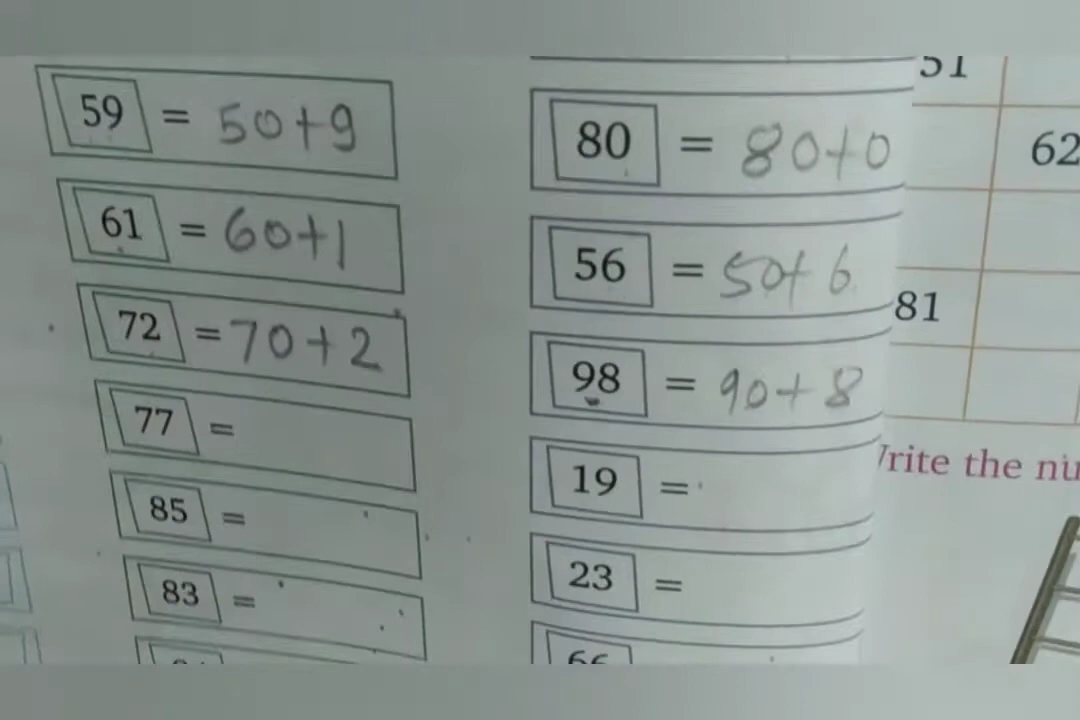 59 = 50+9
61 = 60+1
72 = 70+2
77 =
85 =
83 =
80 = 80+0
56 = 50+6
98 = 90+8
19 =
23 =
66
51
62
81
rite the nu